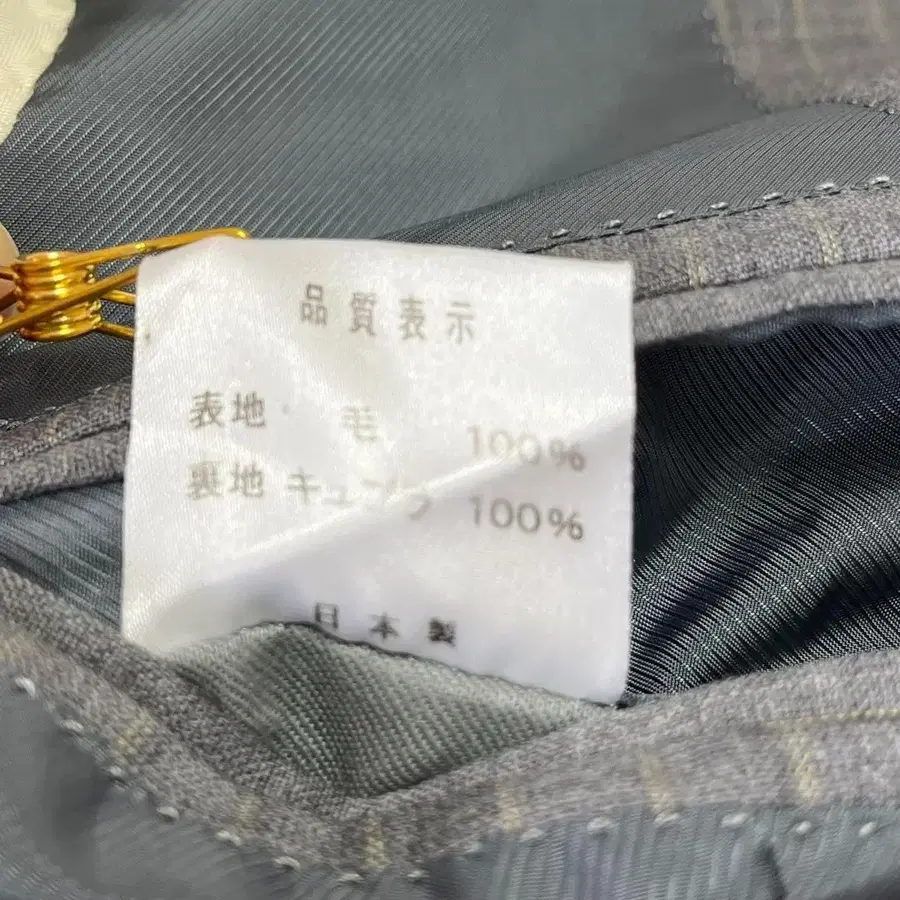 品質表示
表地 毛 100%
裏地 キュプラ 100%
日本製